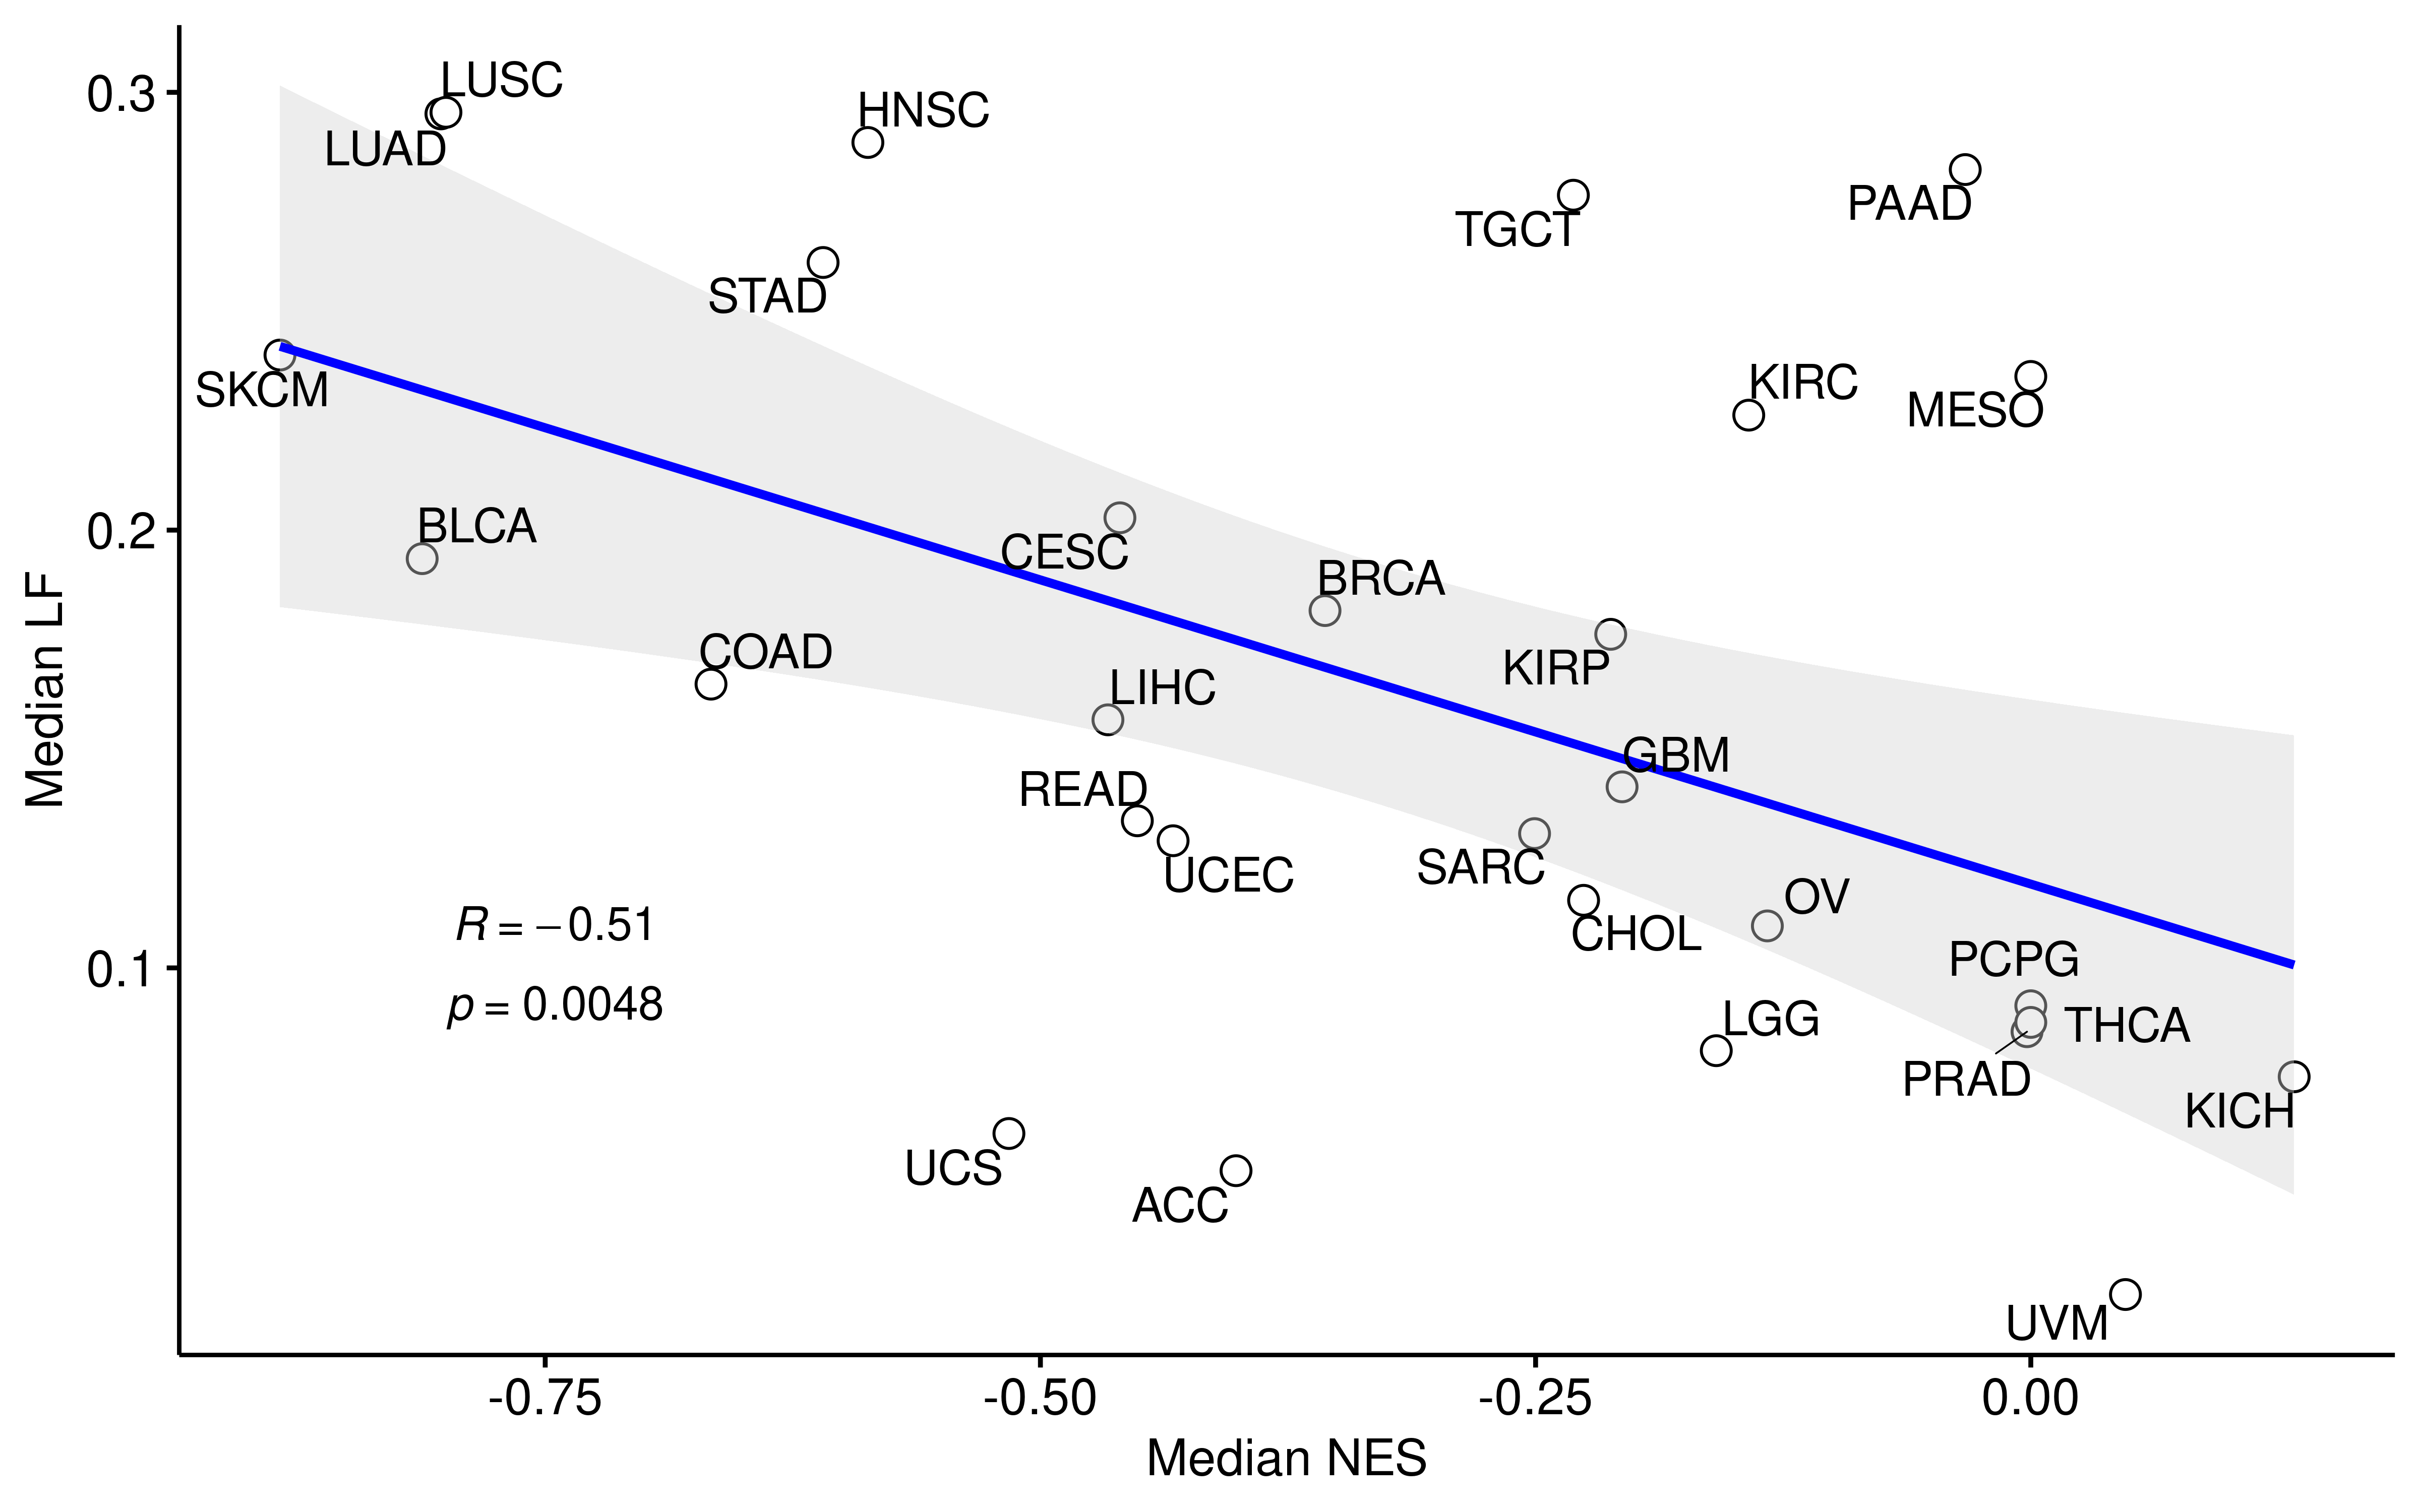 LUSC
0.3
HNSC
LUAD
PAAD
TGCT
STAD
KIRC
SKCM
MESO
BLCA
0.2
CESC
BRCA
COAD
KIRP
LIHC
Median LF
GBM
READ
UCEC
SARC
OV
R = −0.51
CHOL
PCPG
0.1
p = 0.0048
LGG
THCA
PRAD
KICH
UCS
ACC
UVM
-0.75 -0.50 -0.25 0.00
Median NES